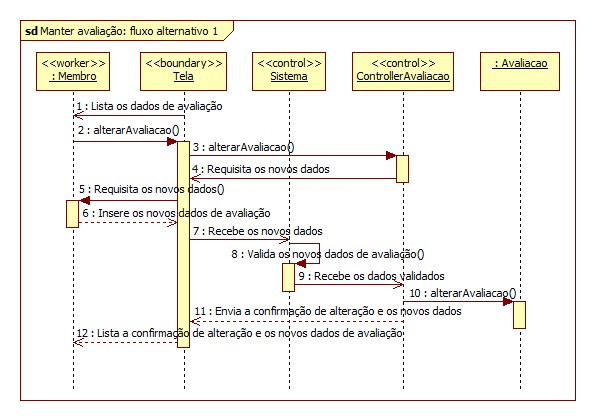 sd Manter avaliação: fluxo alternativo 1
<<worker>>
: Membro
<<boundary>>
Tela
<<control>>
Sistema
<<control>>
ControllerAvaliacao
: Avaliacao
1 : Lista os dados de avaliação
2 : alterarAvaliacao()
3 : alterarAvaliacao()
4 : Requisita os novos dados
5 : Requisita os novos dados()
6 : Insere os novos dados de avaliação
7 : Recebe os novos dados
8 : Valida os novos dados de avaliação()
9 : Recebe os dados validados
10 : alterarAvaliacao()
11 : Envia a confirmação de alteração e os novos dados
12 : Lista a confirmação de alteração e os novos dados de avaliação